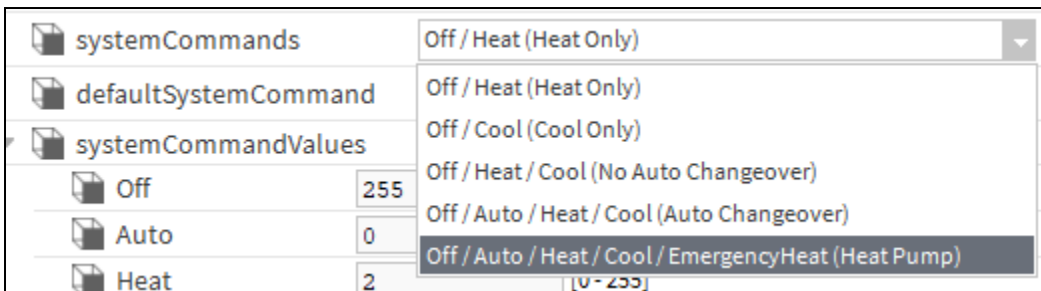 systemCommands Off / Heat (Heat Only)
Off / Heat (Heat Only)
defaultSystemCommand
Off / Cool (Cool Only)
systemCommandValues
Off / Heat / Cool (No Auto Changeover)
Off 255
Off / Auto / Heat / Cool (Auto Changeover)
Auto 0
Off / Auto / Heat / Cool / EmergencyHeat (Heat Pump)
Heat 2 [0 - 255]